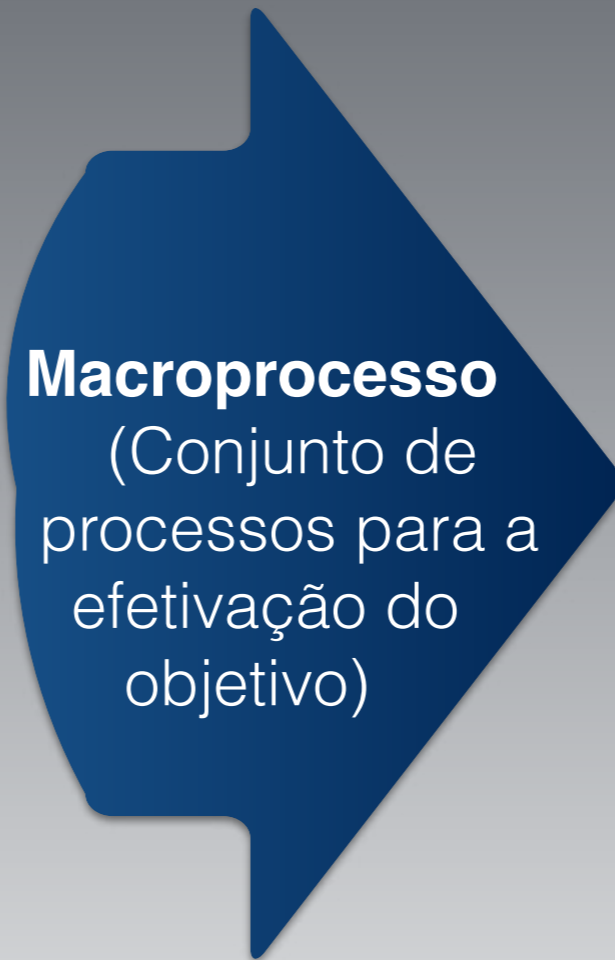 Macroprocesso
(Conjunto de
processos para a
efetivação do
objetivo)